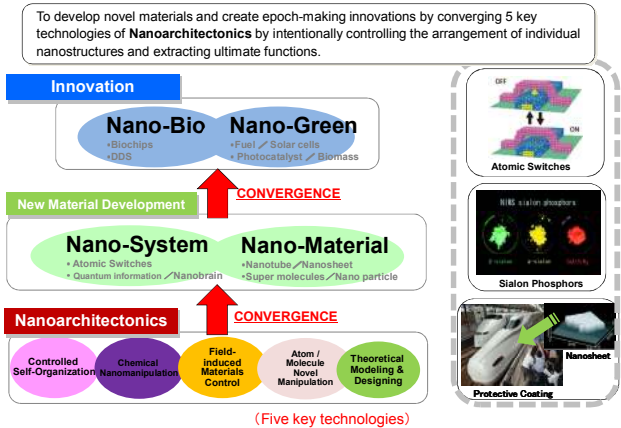 To develop novel materials and create epoch-making innovations by converging 5 key
technologies of Nanoarchitectonics by intentionally controlling the arrangement of individual
nanostructures and extracting ultimate functions.
Innovation
Nano-Bio
•Biochips
•DDS
Nano-Green
•Fuel／Solar cells
• Photocatalyst／Biomass
CONVERGENCE
New Material Development
Nano-System
• Atomic Switches
• Quantum information／Nanobrain
Nano-Material
•Nanotube／Nanosheet
•Super molecules／Nano particle
CONVERGENCE
Nanoarchitectonics
Controlled
Self-Organization
Chemical
Nanomanipulation
Field-
induced
Materials
Control
Atom /
Molecule
Novel
Manipulation
Theoretical
Modeling &
Designing
（Five key technologies）
OFF
ON
Atomic Switches
NIMS sialon phosphors
Sialon Phosphors
Nanosheet
Protective Coating